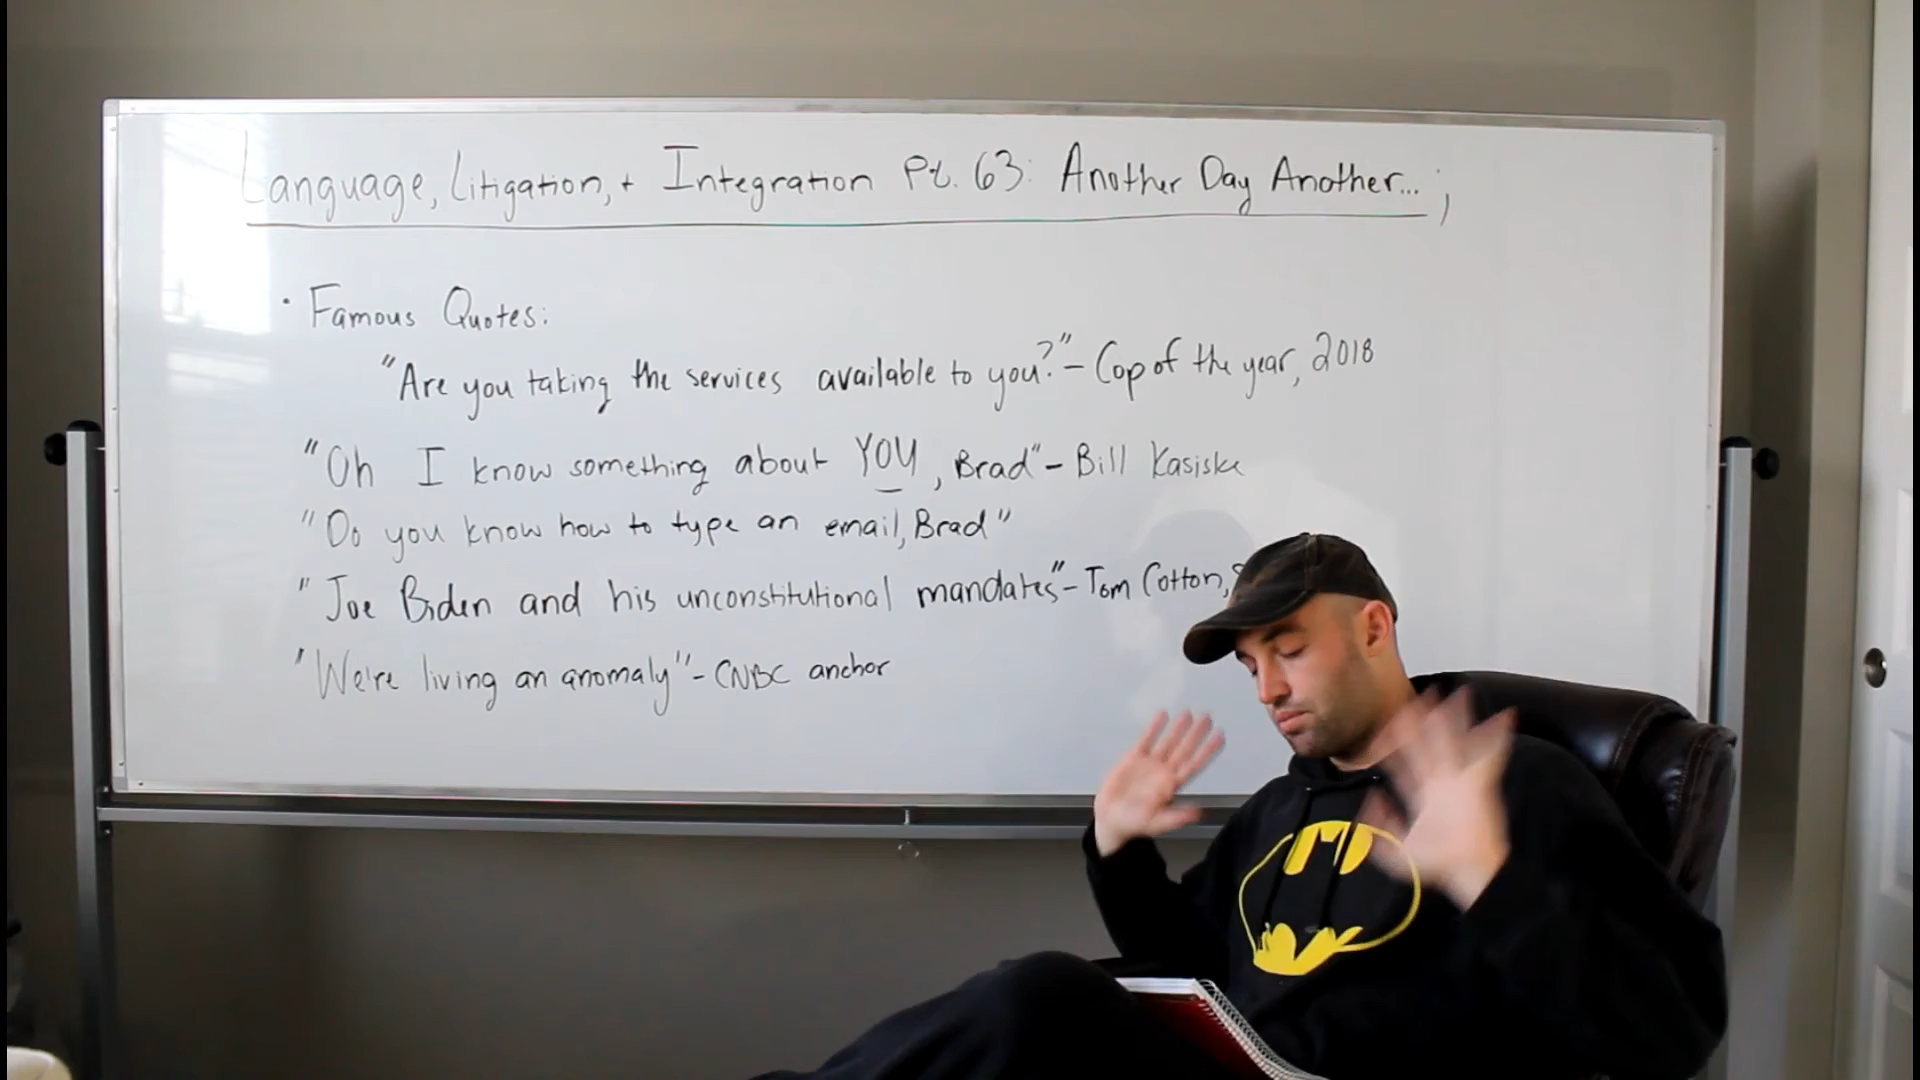 Language, Litigation, + Integration Pt. 63: Another Day Another... ;
· Famous Quotes:
"Are you taking the services available to you?" - Cop of the year, 2018
"Oh I know something about YOU, Brad" - Bill Kasiske
"Do you know how to type an email, Brad"
"Joe Biden and his unconstitutional mandates" - Tom Cotton,
"We're living an anomaly" - CNBC anchor